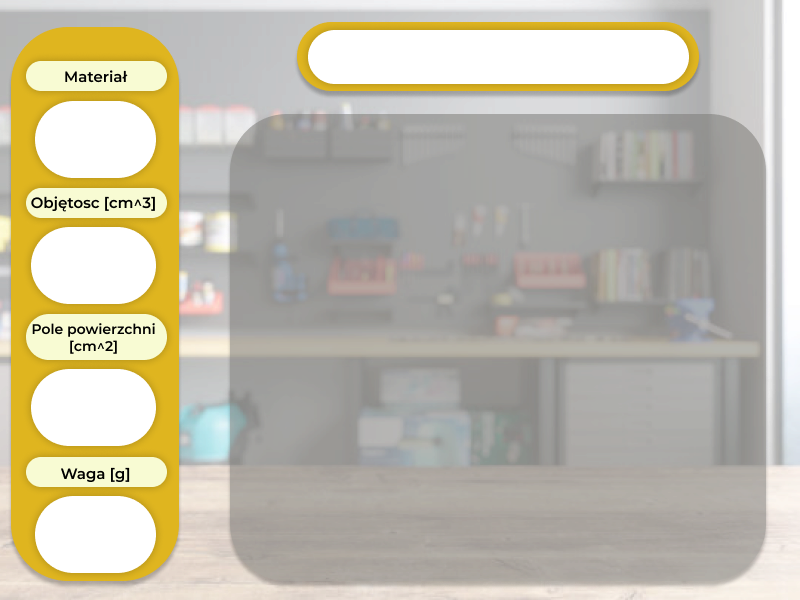 Materiał
Objętosc [cm^3]
Pole powierzchni
[cm^2]
Waga [g]